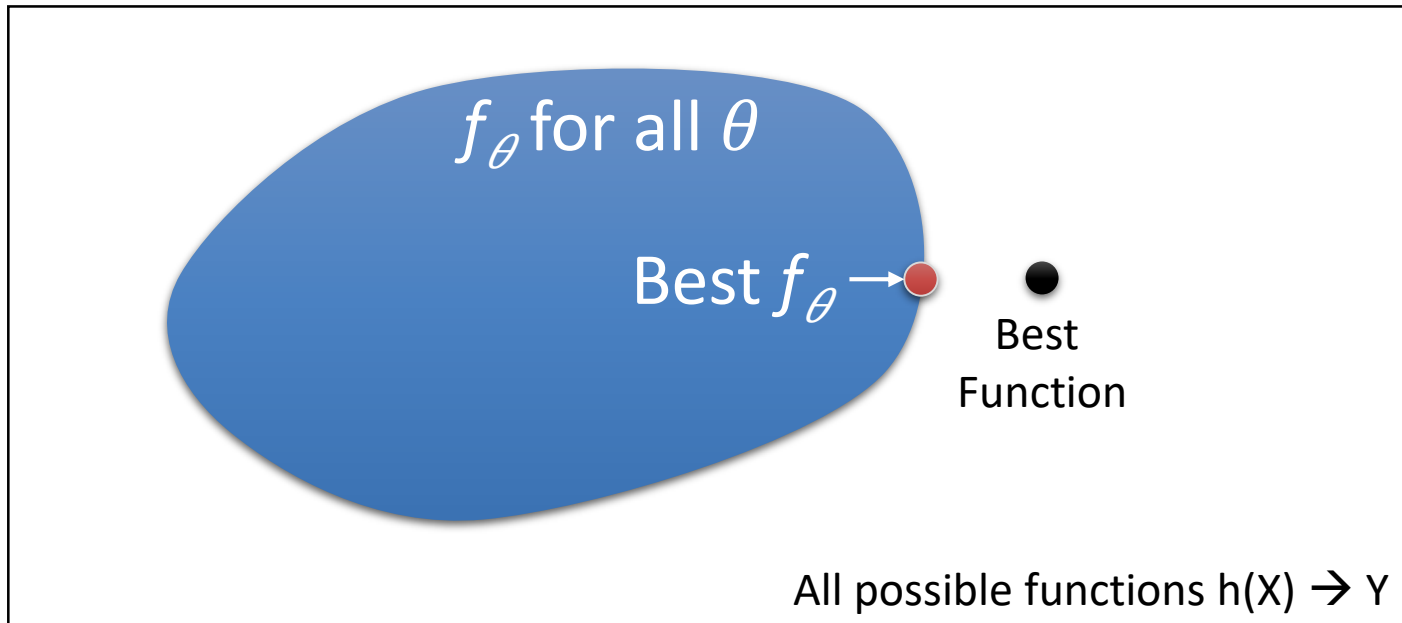 f_θ for all θ
Best f_θ
Best
Function
All possible functions h(X) → Y